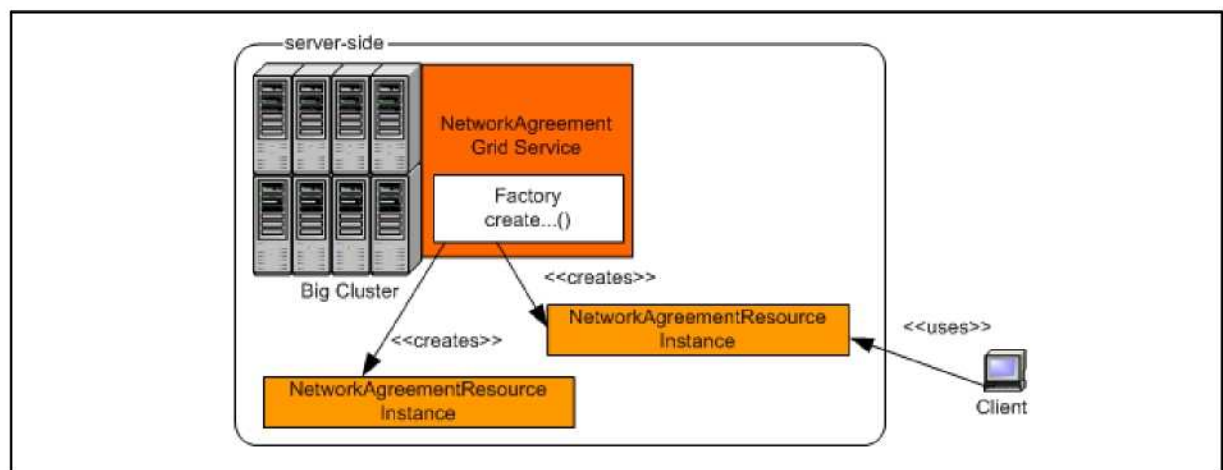 server-side
NetworkAgreement
Grid Service
Factory
create...()
Big Cluster
<<creates>>
<<creates>>
NetworkAgreementResource
Instance
<<uses>>
Client
NetworkAgreementResource
Instance